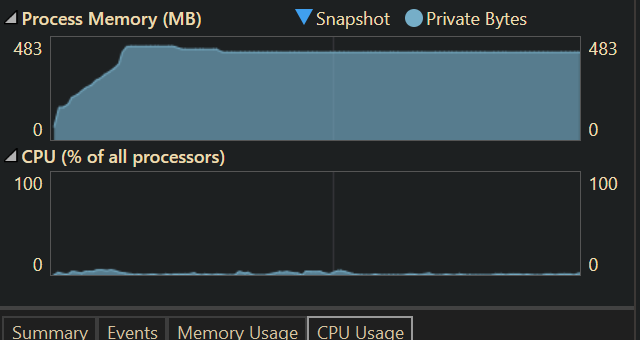 Process Memory (MB) Snapshot Private Bytes
483 483
0 0
CPU (% of all processors)
100 100
0 0
Summary Events Memory Usage CPU Usage